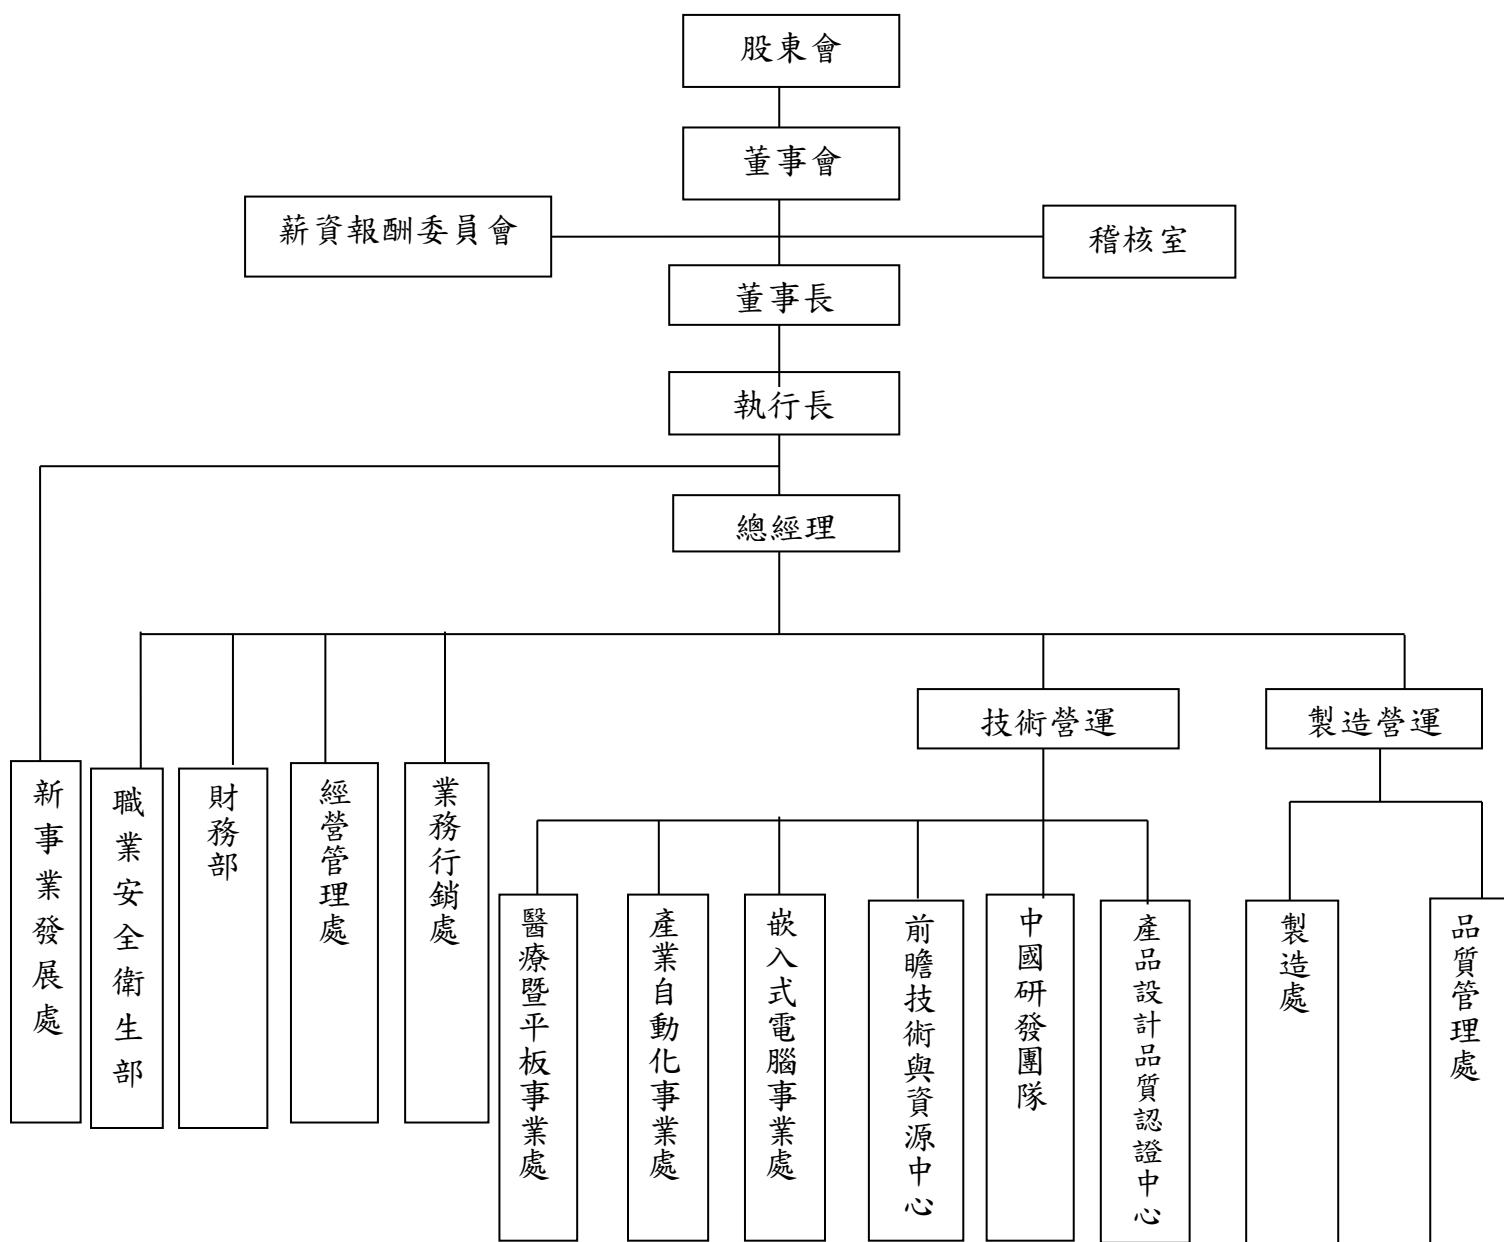 股東會
董事會
薪資報酬委員會
稽核室
董事長
執行長
總經理
技術營運
製造營運
新事業發展處
職業安全衛生部
財務部
經營管理處
業務行銷處
醫療暨平板事業處
產業自動化事業處
嵌入式電腦事業處
前瞻技術與資源中心
中國研發團隊
產品設計品質認證中心
製造處
品質管理處